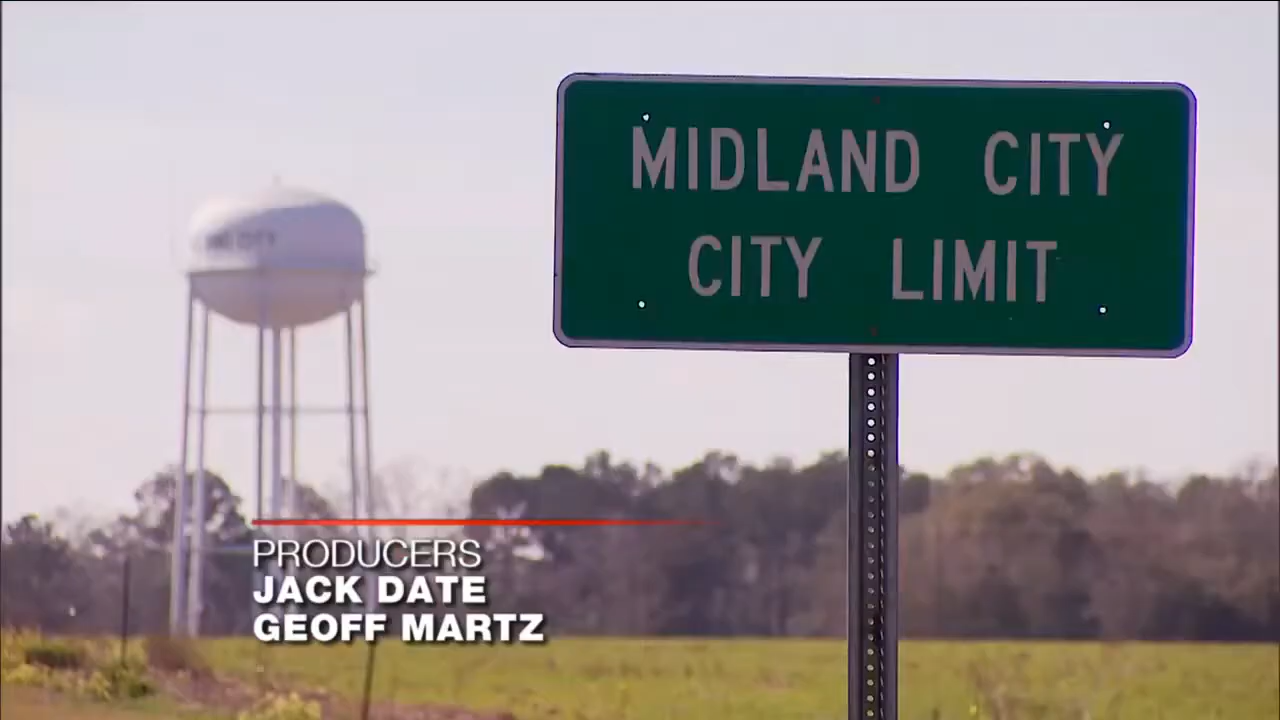 MIDLAND CITY
CITY LIMIT
PRODUCERS
JACK DATE
GEOFF MARTZ